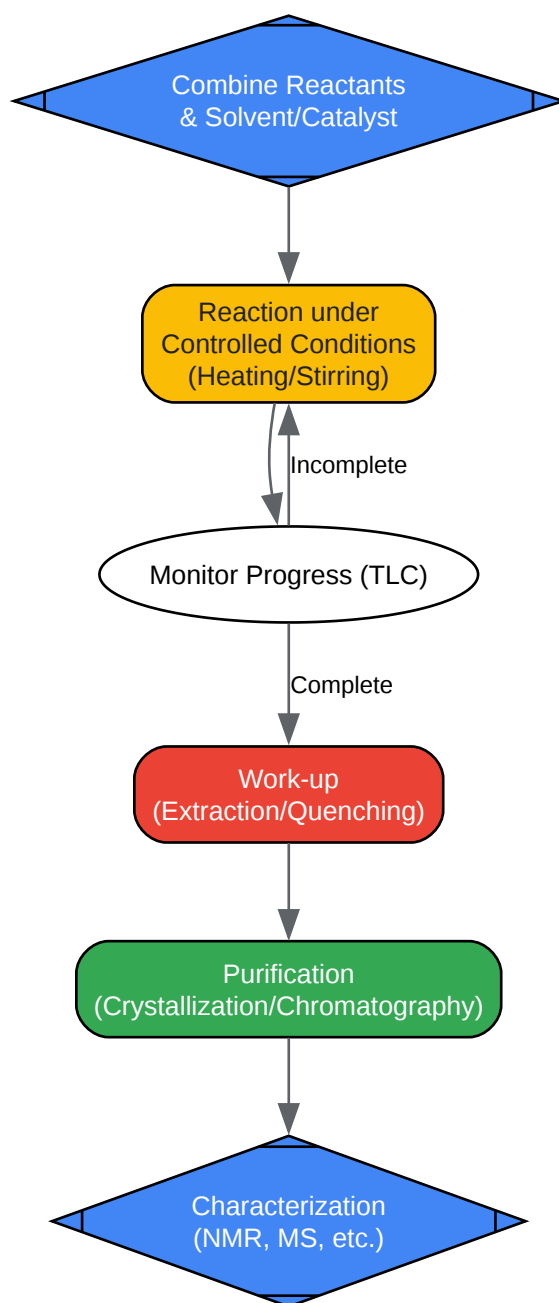 Combine Reactants
& Solvent/Catalyst
Reaction under
Controlled Conditions
(Heating/Stirring)
Incomplete
Monitor Progress (TLC)
Complete
Work-up
(Extraction/Quenching)
Purification
(Crystallization/Chromatography)
Characterization
(NMR, MS, etc.)